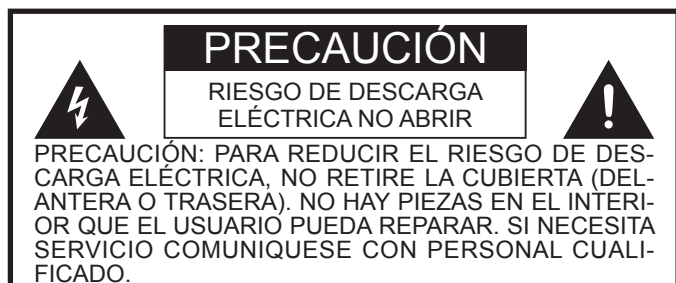 PRECAUCIÓN
RIESGO DE DESCARGA
ELÉCTRICA NO ABRIR
PRECAUCIÓN: PARA REDUCIR EL RIESGO DE DES-
CARGA ELÉCTRICA, NO RETIRE LA CUBIERTA (DEL-
ANTERA O TRASERA). NO HAY PIEZAS EN EL INTERI-
OR QUE EL USUARIO PUEDA REPARAR. SI NECESITA
SERVICIO COMUNIQUESE CON PERSONAL CUALI-
FICADO.